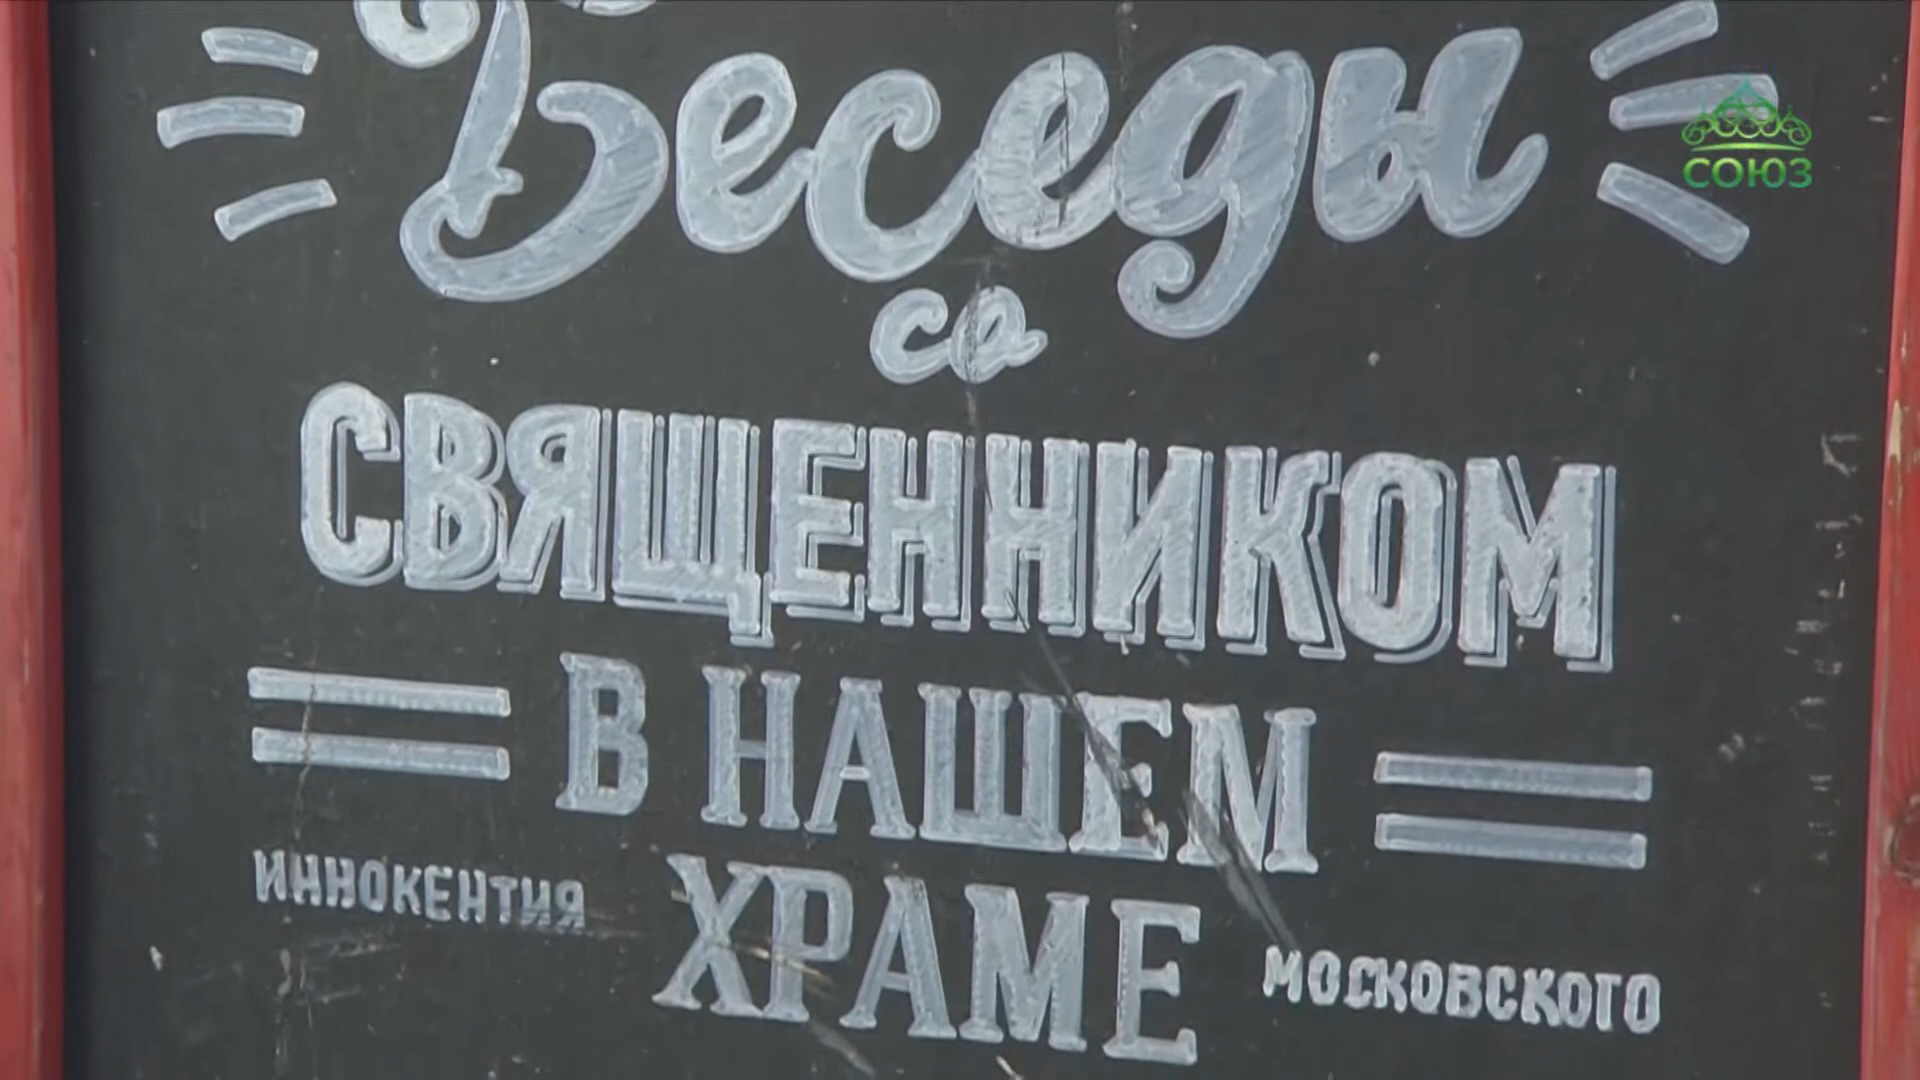 Беседы
со
СВЯЩЕННИКОМ
В НАШЕМ
ИННОКЕНТИЯ ХРАМЕ МОСКОВСКОГО
СОЮЗ